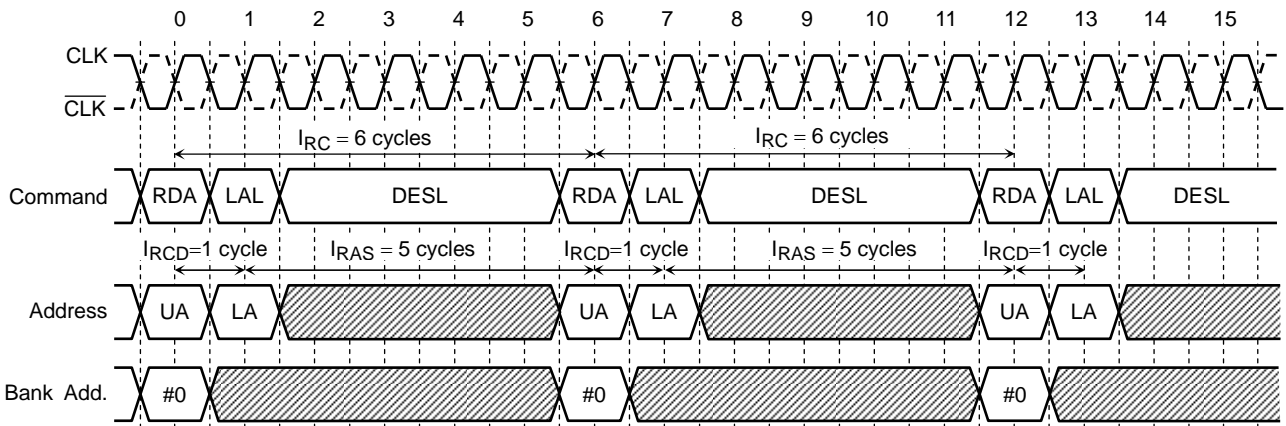 0 1 2 3 4 5 6 7 8 9 10 11 12 13 14 15
CLK
CLK
IRC = 6 cycles IRC = 6 cycles
Command RDA LAL DESL RDA LAL DESL RDA LAL DESL
IRCD=1 cycle IRAS = 5 cycles IRCD=1 cycle IRAS = 5 cycles IRCD=1 cycle
Address UA LA UA LA UA LA
Bank Add. #0 #0 #0